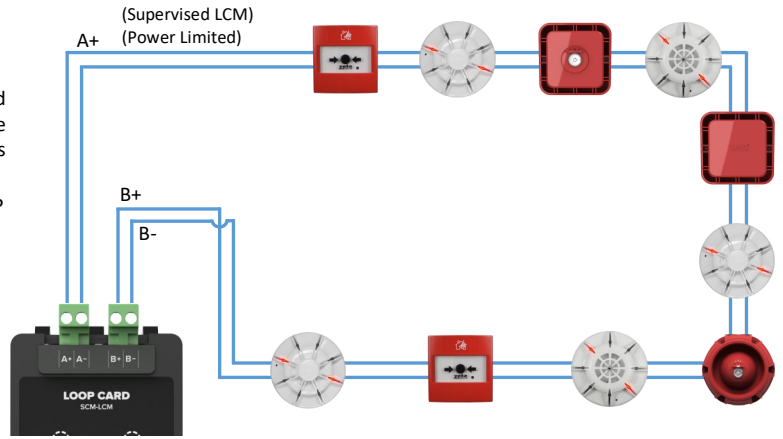 (Supervised LCM)
A+
(Power Limited)
B+
B-
A+ A- B+ B-
LOOP CARD
SCM-LCM